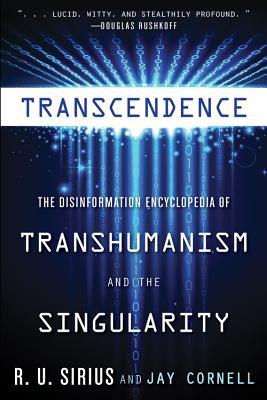 ". . . LUCID, WITTY, AND STEALTHILY PROFOUND."
—DOUGLAS RUSHKOFF
TRANSCENDENCE
THE DISINFORMATION ENCYCLOPEDIA OF
TRANSHUMANISM
AND THE
SINGULARITY
R. U. SIRIUS AND JAY CORNELL